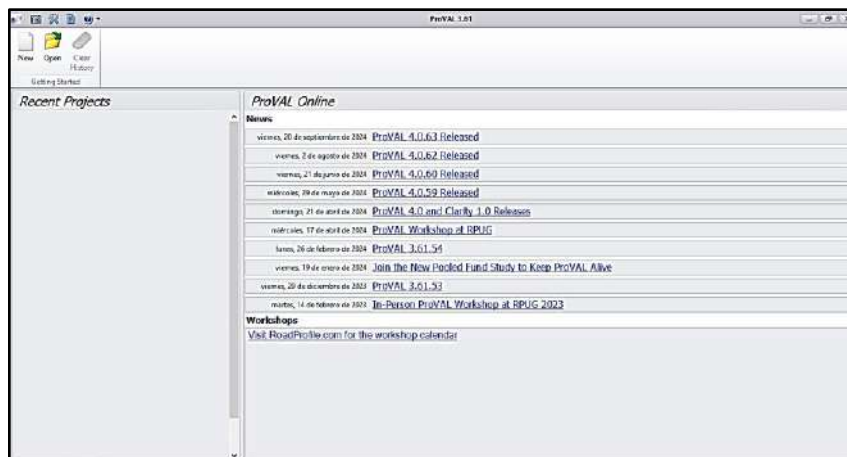 ProVAL 3.61
New Open Clear History
Getting Started
Recent Projects
ProVAL Online
News
viernes, 20 de septiembre de 2024 ProVAL 4.0.63 Released
viernes, 2 de agosto de 2024 ProVAL 4.0.62 Released
viernes, 21 de junio de 2024 ProVAL 4.0.60 Released
miércoles, 29 de mayo de 2024 ProVAL 4.0.59 Released
domingo, 21 de abril de 2024 ProVAL 4.0 and Clarity 1.0 Releases
miércoles, 17 de abril de 2024 ProVAL Workshop at RPUG
lunes, 26 de febrero de 2024 ProVAL 3.61.54
viernes, 19 de enero de 2024 Join the New Pooled Fund Study to Keep ProVAL Alive
viernes, 29 de diciembre de 2023 ProVAL 3.61.53
martes, 14 de febrero de 2023 In-Person ProVAL Workshop at RPUG 2023
Workshops
Visit RoadProfile.com for the workshop calendar